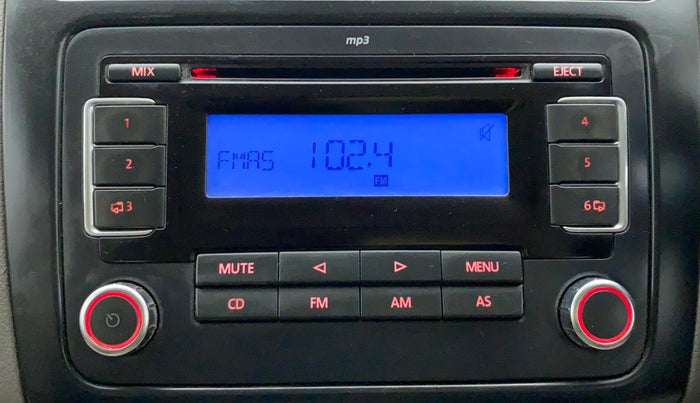 mp3
MIX
EJECT
1
2
3
FMAS 102.4
FM
4
5
6
MUTE
MENU
CD
FM
AM
AS